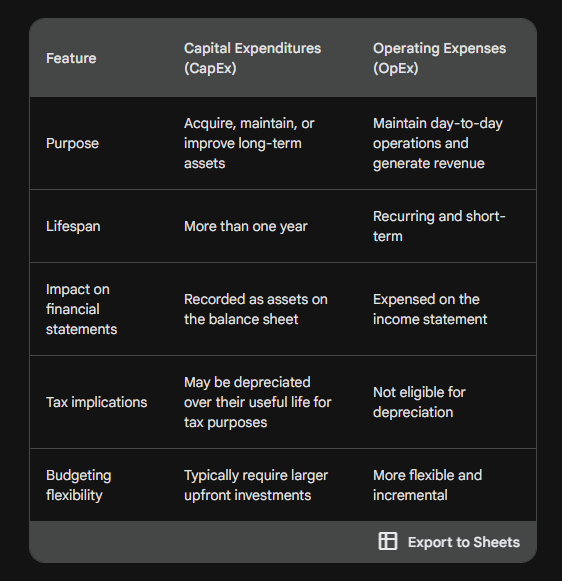 Feature
Capital Expenditures
(CapEx)
Operating Expenses
(OpEx)
Purpose
Acquire, maintain, or
improve long-term
assets
Maintain day-to-day
operations and
generate revenue
Lifespan
More than one year
Recurring and short-
term
Impact on
financial
statements
Recorded as assets on
the balance sheet
Expensed on the
income statement
Tax implications
May be depreciated
over their useful life for
tax purposes
Not eligible for
depreciation
Budgeting
flexibility
Typically require larger
upfront investments
More flexible and
incremental
Export to Sheets